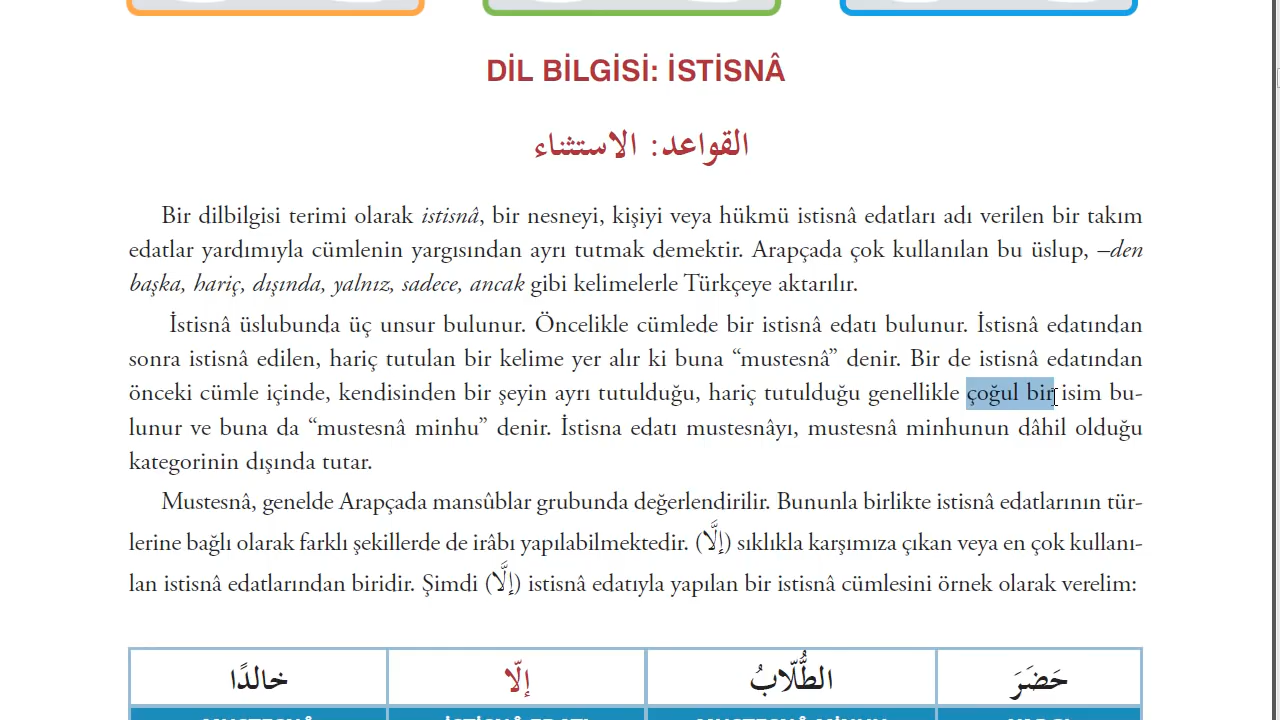 DİL BİLGİSİ: İSTİSNÂ
القواعد: الاستثناء
Bir dilbilgisi terimi olarak istisnâ, bir nesneyi, kişiyi veya hükmü istisnâ edatları adı verilen bir takım
edatlar yardımıyla cümlenin yargısından ayrı tutmak demektir. Arapçada çok kullanılan bu üslup, –den
başka, hariç, dışında, yalnız, sadece, ancak gibi kelimelerle Türkçeye aktarılır.
İstisnâ üslubunda üç unsur bulunur. Öncelikle cümlede bir istisnâ edatı bulunur. İstisnâ edatından
sonra istisnâ edilen, hariç tutulan bir kelime yer alır ki buna “mustesnâ” denir. Bir de istisnâ edatından
önceki cümle içinde, kendisinden bir şeyin ayrı tutulduğu, hariç tutulduğu genellikle çoğul bir isim bu-
lunur ve buna da “mustesnâ minhu” denir. İstisna edatı mustesnâyı, mustesnâ minhunun dâhil olduğu
kategorinin dışında tutar.
Mustesnâ, genelde Arapçada mansûblar grubunda değerlendirilir. Bununla birlikte istisnâ edatlarının tür-
lerine bağlı olarak farklı şekillerde de irâbı yapılabilmektedir. (إلَّا) sıklıkla karşımıza çıkan veya en çok kullanı-
lan istisnâ edatlarından biridir. Şimdi (إلَّا) istisnâ edatıyla yapılan bir istisnâ cümlesini örnek olarak verelim:
حَضَرَ الطُّلّابُ إلّا خالدًا